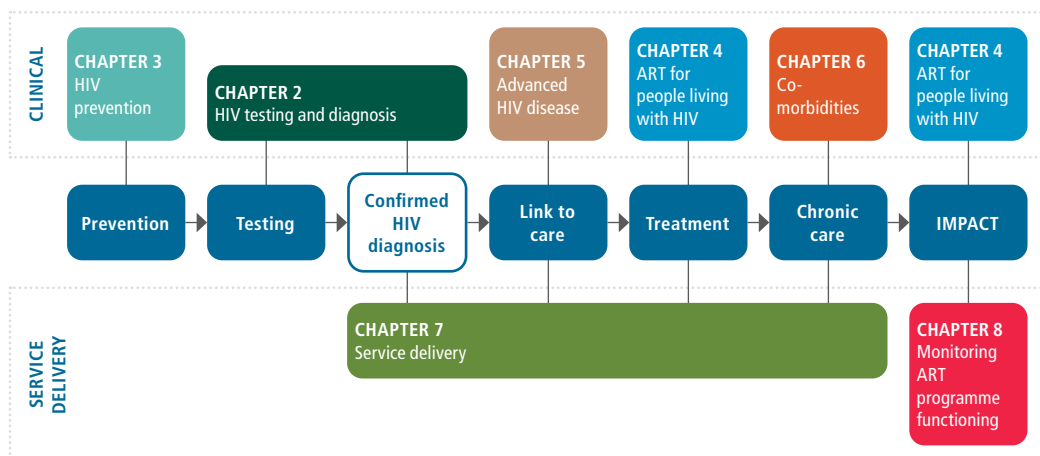 CLINICAL
CHAPTER 3
HIV
prevention
CHAPTER 2
HIV testing and diagnosis
CHAPTER 5
Advanced
HIV disease
CHAPTER 4
ART for
people living
with HIV
CHAPTER 6
Co-
morbidities
CHAPTER 4
ART for
people living
with HIV
Prevention
Testing
Confirmed
HIV
diagnosis
Link to
care
Treatment
Chronic
care
IMPACT
SERVICE
DELIVERY
CHAPTER 7
Service delivery
CHAPTER 8
Monitoring
ART
programme
functioning